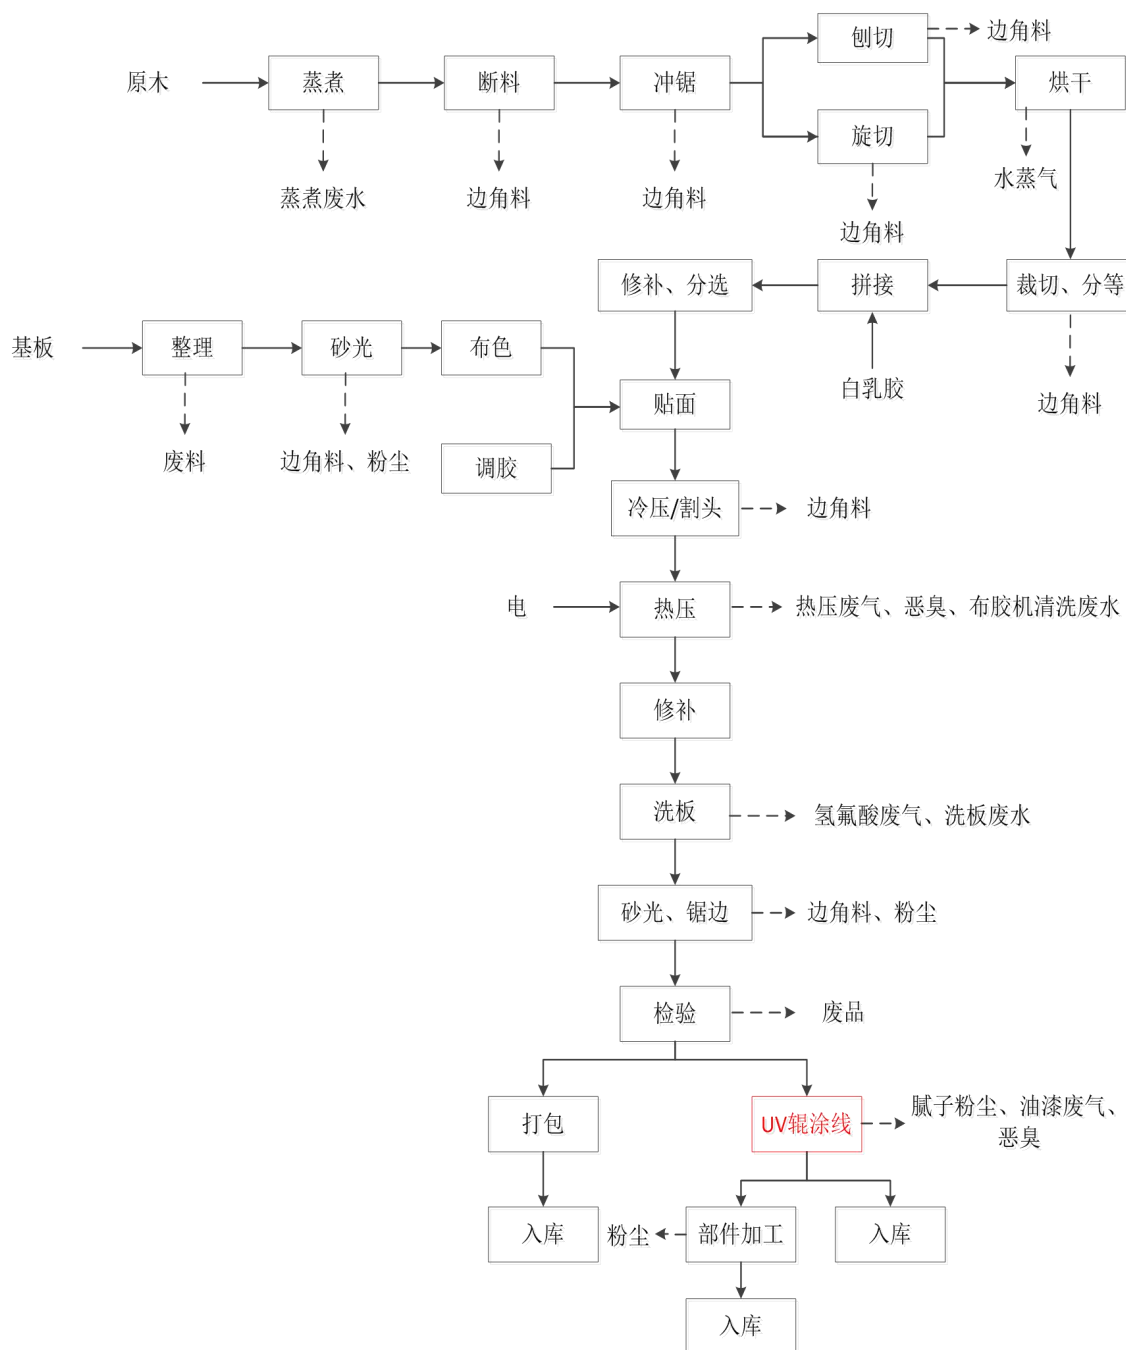 刨切
边角料
原木
蒸煮
断料
冲锯
烘干
旋切
水蒸气
蒸煮废水
边角料
边角料
边角料
修补、分选
拼接
裁切、分等
基板
整理
砂光
布色
白乳胶
边角料
贴面
废料
边角料、粉尘
调胶
冷压/割头
边角料
电
热压
热压废气、恶臭、布胶机清洗废水
修补
洗板
氢氟酸废气、洗板废水
砂光、锯边
边角料、粉尘
检验
废品
打包
UV辊涂线
腻子粉尘、油漆废气、
恶臭
入库
粉尘
部件加工
入库
入库